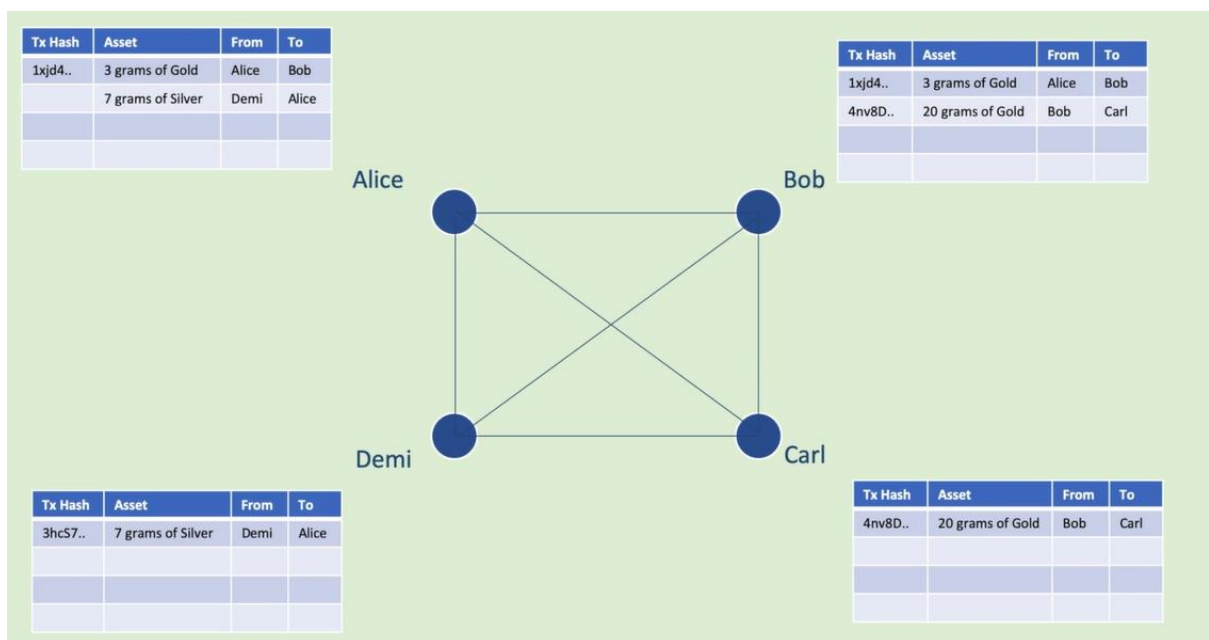 Tx Hash Asset From To
1xjd4.. 3 grams of Gold Alice Bob
7 grams of Silver Demi Alice
Tx Hash Asset From To
1xjd4.. 3 grams of Gold Alice Bob
4nv8D.. 20 grams of Gold Bob Carl
Alice
Bob
Demi
Carl
Tx Hash Asset From To
3hcS7.. 7 grams of Silver Demi Alice
Tx Hash Asset From To
4nv8D.. 20 grams of Gold Bob Carl